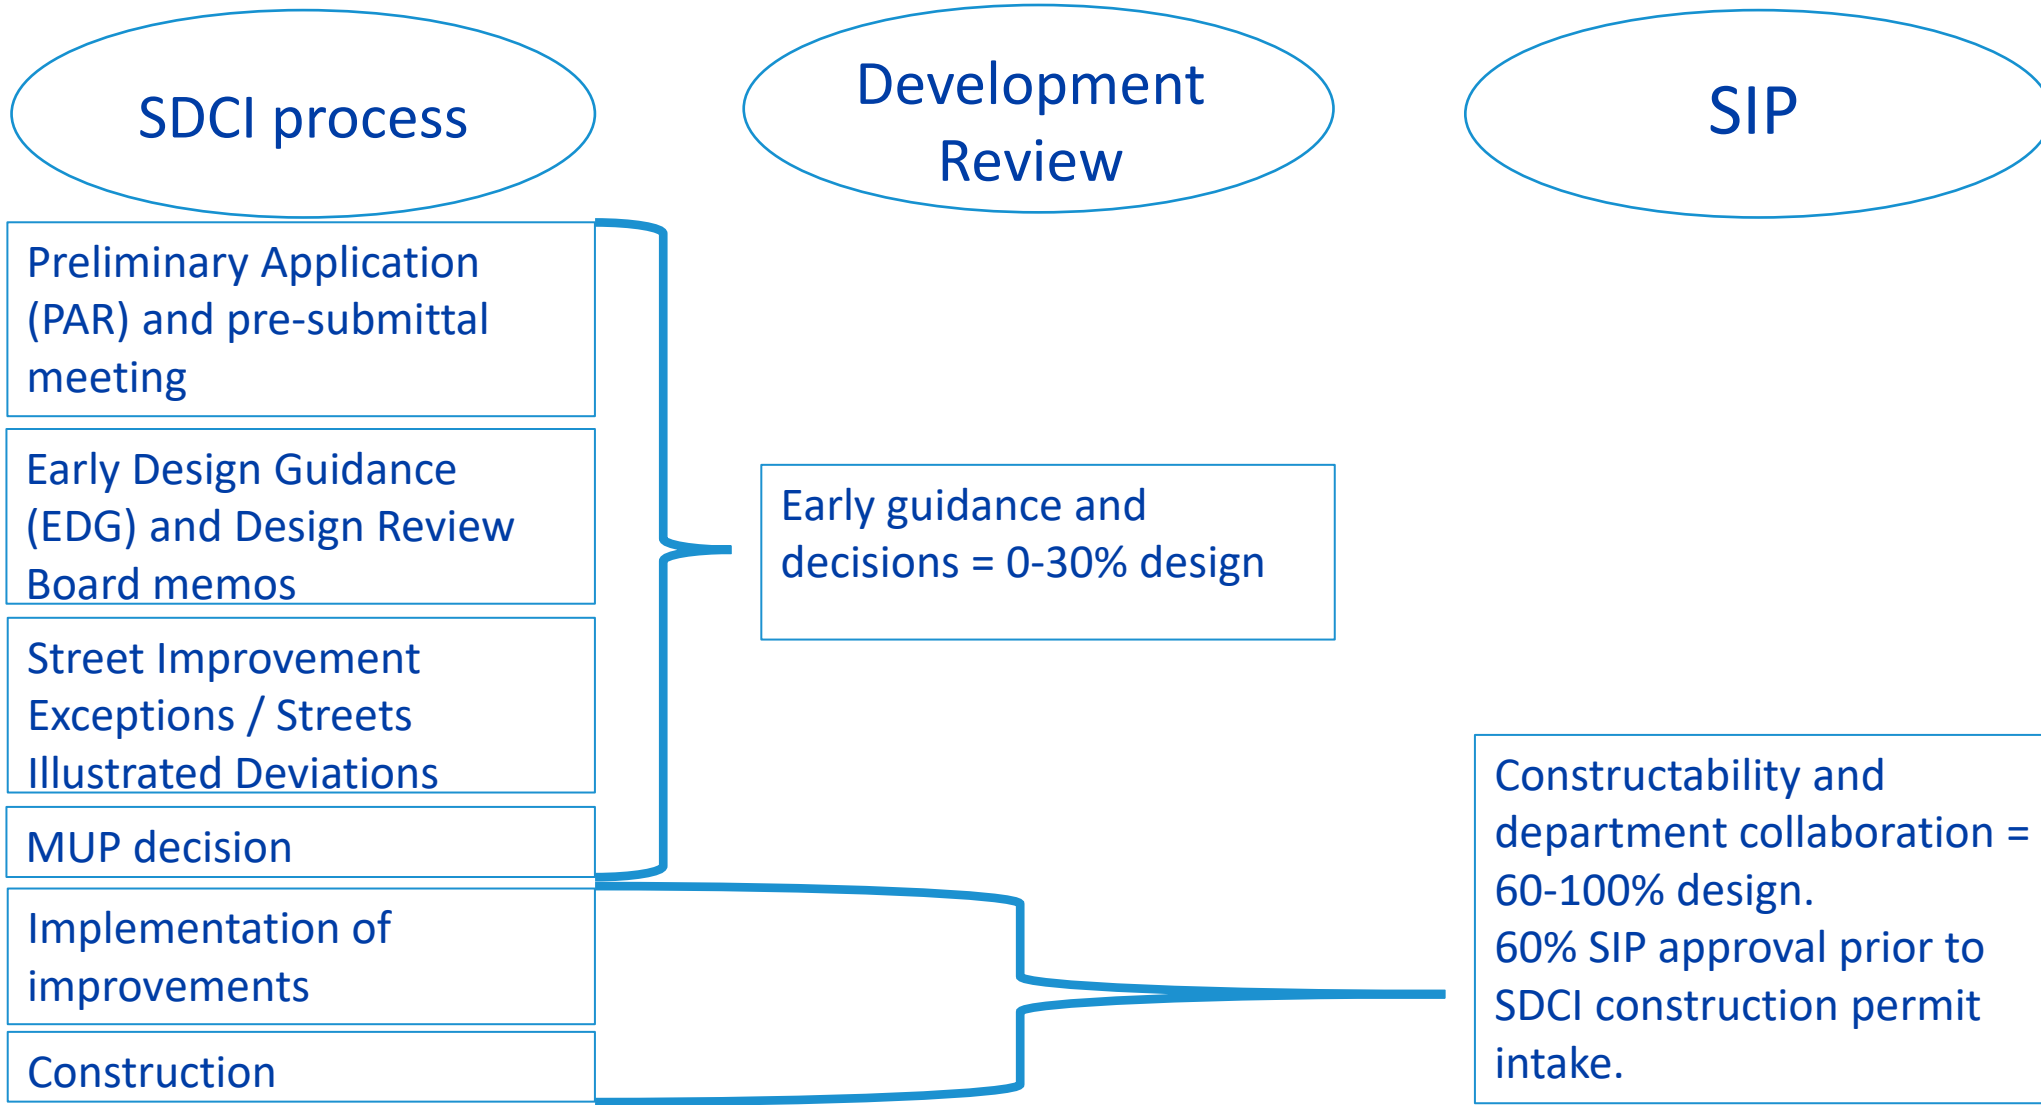 SDCI process
Development
Review
SIP
Preliminary Application
(PAR) and pre-submittal
meeting
Early Design Guidance
(EDG) and Design Review
Board memos
Street Improvement
Exceptions / Streets
Illustrated Deviations
MUP decision
Implementation of
improvements
Construction
Early guidance and
decisions = 0-30% design
Constructability and
department collaboration =
60-100% design.
60% SIP approval prior to
SDCI construction permit
intake.